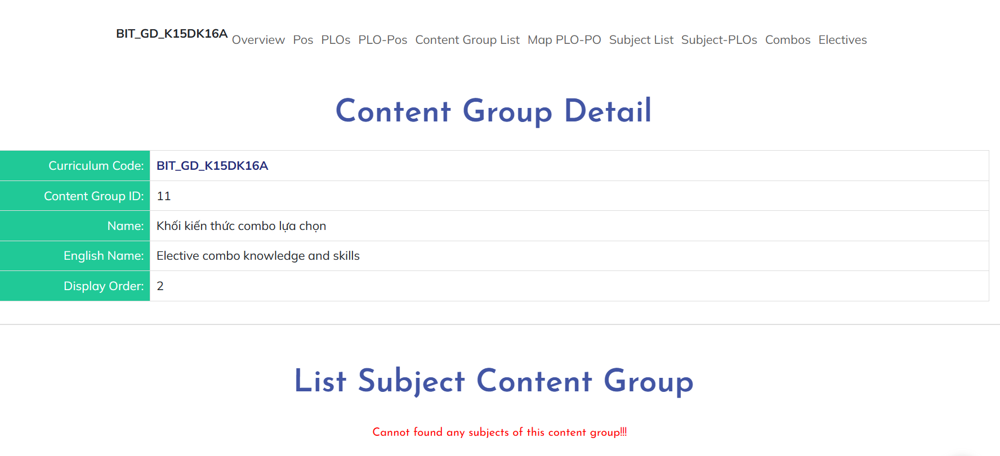 BIT_GD_K15DK16A Overview Pos PLOs PLO-Pos Content Group List Map PLO-PO Subject List Subject-PLOs Combos Electives
Content Group Detail
Curriculum Code: BIT_GD_K15DK16A
Content Group ID: 11
Name: Khối kiến thức combo lựa chọn
English Name: Elective combo knowledge and skills
Display Order: 2
List Subject Content Group
Cannot found any subjects of this content group!!!